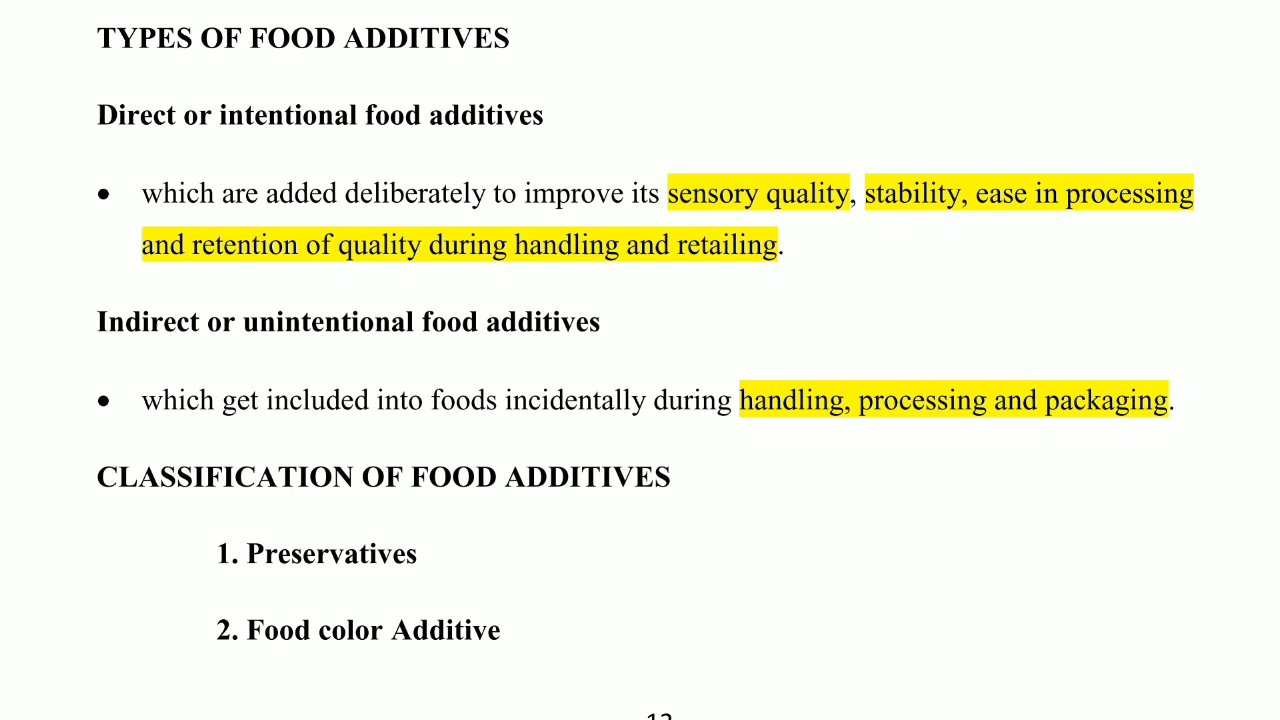 TYPES OF FOOD ADDITIVES
Direct or intentional food additives
• which are added deliberately to improve its sensory quality, stability, ease in processing
and retention of quality during handling and retailing.
Indirect or unintentional food additives
• which get included into foods incidentally during handling, processing and packaging.
CLASSIFICATION OF FOOD ADDITIVES
1. Preservatives
2. Food color Additive